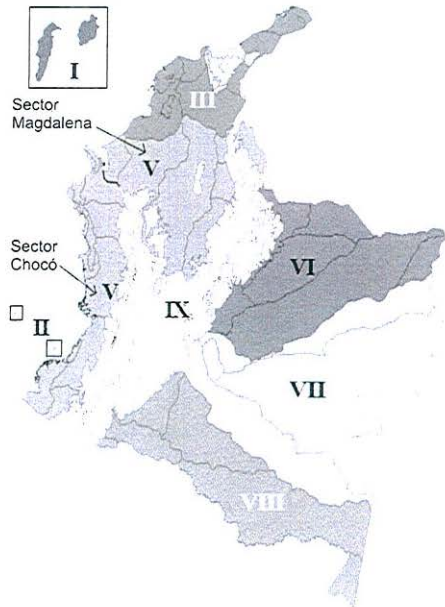 I
III
Sector
Magdalena
V
Sector
Chocó
VI
V
IX
II
VII
VIII